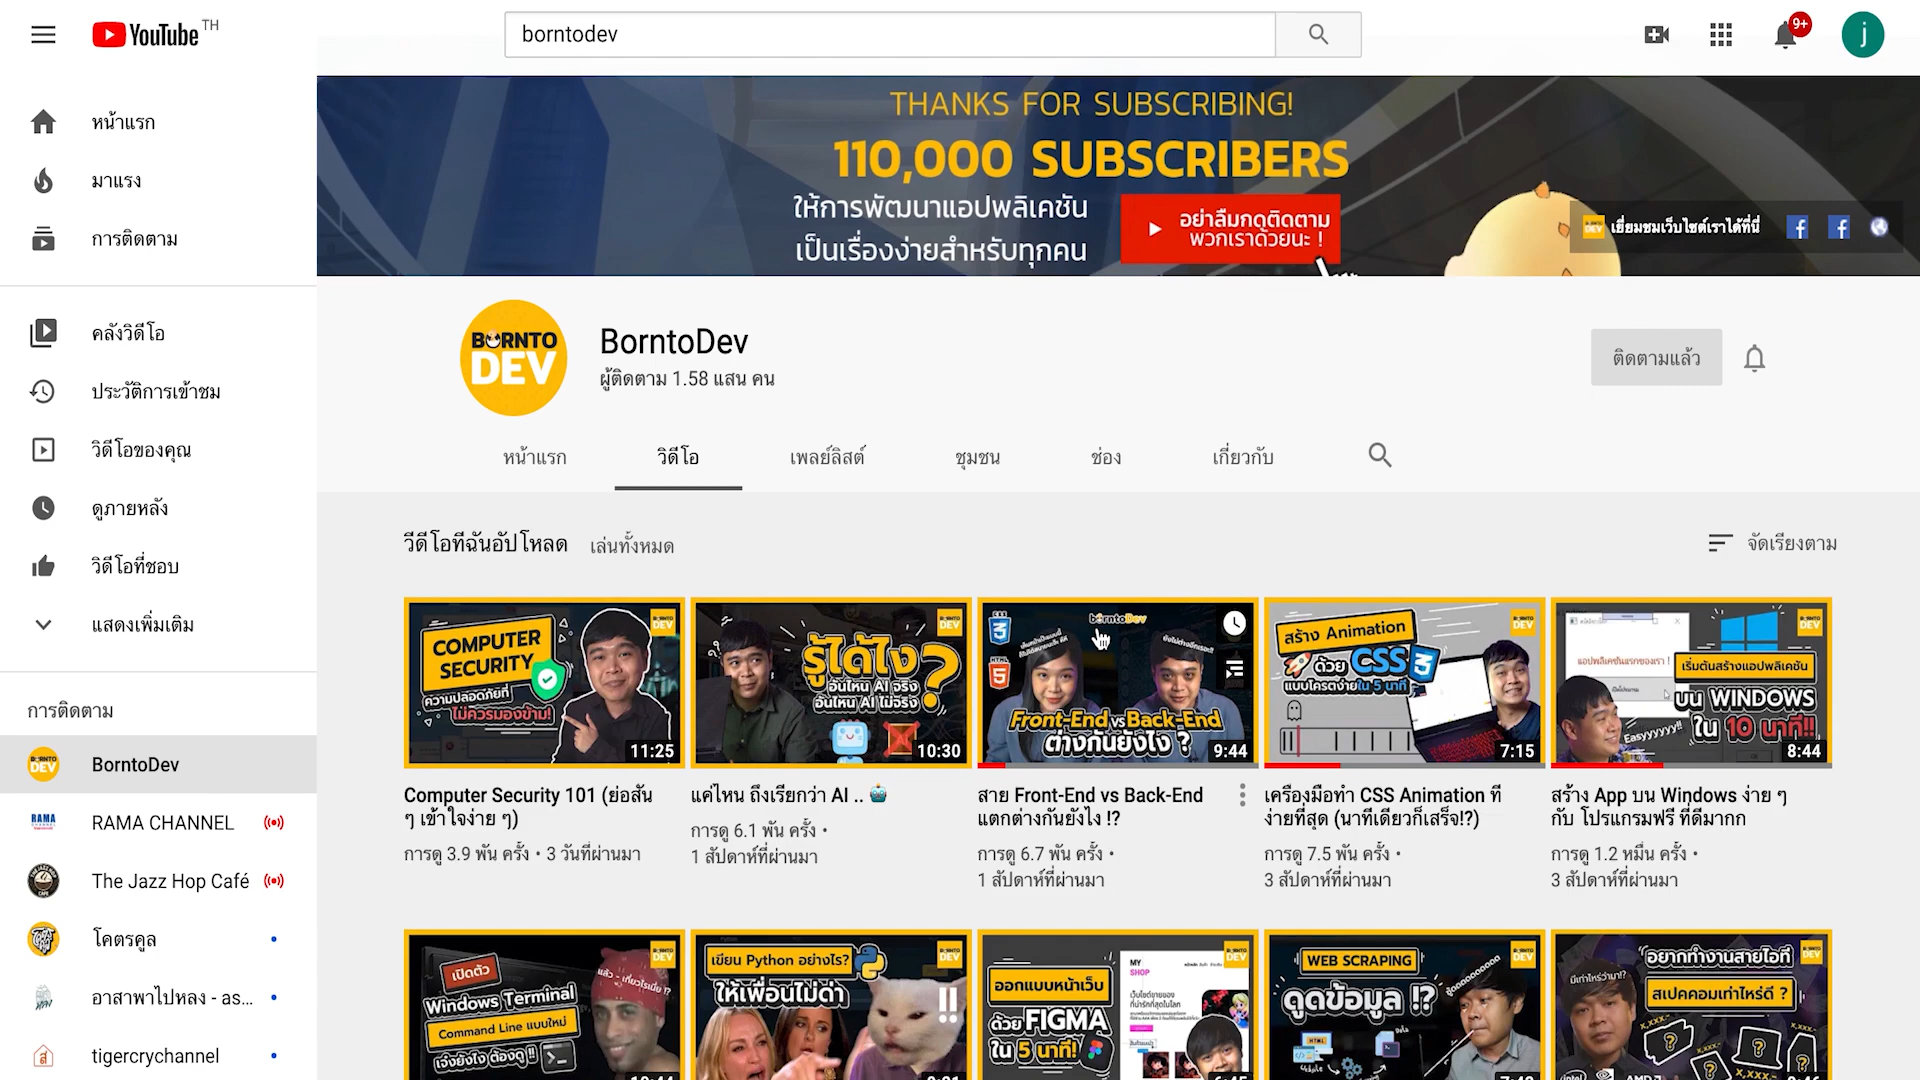 YouTube TH
borntodev
9+
j
หน้าแรก
มาแรง
การติดตาม
คลังวิดีโอ
ประวัติการเข้าชม
วิดีโอของคุณ
ดูภายหลัง
วิดีโอที่ชอบ
แสดงเพิ่มเติม
การติดตาม
BorntoDev
RAMA CHANNEL
The Jazz Hop Café
โคตรคูล
อาสาพาไปหลง - as...
tigercrychannel
THANKS FOR SUBSCRIBING!
110,000 SUBSCRIBERS
ให้การพัฒนาแอปพลิเคชัน
เป็นเรื่องง่ายสำหรับทุกคน
อย่าลืมกดติดตาม
พวกเราด้วยนะ !
เยี่ยมชมเว็บไซต์เราได้ที่นี่
BORNTO
DEV
BorntoDev
ผู้ติดตาม 1.58 แสน คน
ติดตามแล้ว
หน้าแรก
วิดีโอ
เพลย์ลิสต์
ชุมชน
ช่อง
เกี่ยวกับ
วีดีโอที่ฉันอัปโหลด
เล่นทั้งหมด
จัดเรียงตาม
COMPUTER
SECURITY
ความปลอดภัยที่
ไม่ควรมองข้าม!
11:25
Computer Security 101 (ย่อสั้น
ๆ เข้าใจง่าย ๆ)
การดู 3.9 พัน ครั้ง • 3 วันที่ผ่านมา
รู้ได้ไง?
อันไหน AI จริง
อันไหน AI ไม่จริง
10:30
แค่ไหน ถึงเรียกว่า AI ..
การดู 6.1 พัน ครั้ง •
1 สัปดาห์ที่ผ่านมา
borntoDev
Front-End vs Back-End
ต่างกันยังไง ?
9:44
สาย Front-End vs Back-End
แตกต่างกันยังไง !?
การดู 6.7 พัน ครั้ง •
1 สัปดาห์ที่ผ่านมา
สร้าง Animation
ด้วย CSS
แบบโครตง่ายใน 5 นาที
7:15
เครื่องมือทำ CSS Animation ที่
ง่ายที่สุด (นาทีเดียวก็เสร็จ!?)
การดู 7.5 พัน ครั้ง •
3 สัปดาห์ที่ผ่านมา
แอปพลิเคชันแรกของเรา !
เริ่มต้นสร้างแอปพลิเคชัน
บน WINDOWS
ใน 10 นาที!!
Easyyyyyy!!
8:44
สร้าง App บน Windows ง่าย ๆ
กับ โปรแกรมฟรี ที่ดีมากก
การดู 1.2 หมื่น ครั้ง •
3 สัปดาห์ที่ผ่านมา
เปิดตัว
Windows Terminal
Command Line แบบใหม่
เจ๋งยังไง ต้องดู !!
เขียน Python อย่างไร?
ให้เพื่อนไม่ด่า
!!
ออกแบบหน้าเว็บ
ด้วย FIGMA
ใน 5 นาที!
MY
SHOP
WEB SCRAPING
ดูดข้อมูล !?
HTML
Website
อยากทำงานสายไอที
สเปคคอมเท่าไหร่ดี ?
มีเท่าไหร่ว่ามา!?
intel
AMD